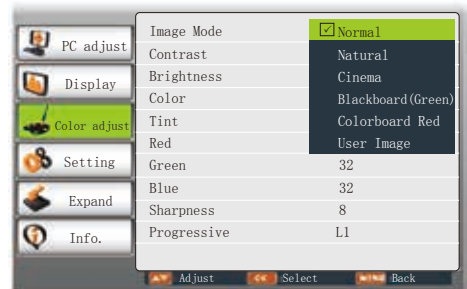 PC adjust
Display
Color adjust
Setting
Expand
Info.
Image Mode Normal
Contrast Natural
Brightness Cinema
Color Blackboard(Green)
Tint Colorboard Red
Red User Image
Green 32
Blue 32
Sharpness 8
Progressive L1
Adjust Select MENU Back